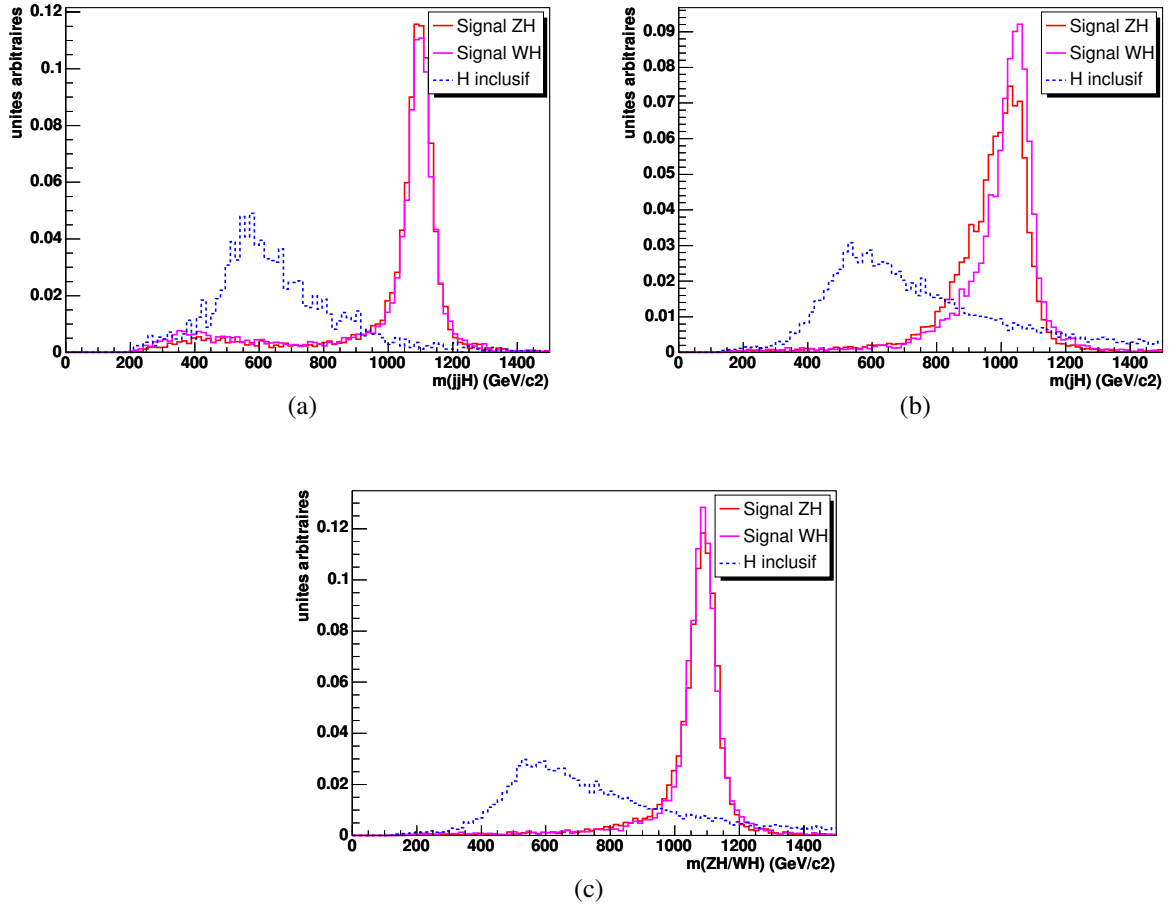 unites arbitraires
0.12
0.1
0.08
0.06
0.04
0.02
0
0 200 400 600 800 1000 1200 1400
m(jjH) (GeV/c2)
Signal ZH
Signal WH
H inclusif
(a)
unites arbitraires
0.09
0.08
0.07
0.06
0.05
0.04
0.03
0.02
0.01
0
0 200 400 600 800 1000 1200 1400
m(jH) (GeV/c2)
Signal ZH
Signal WH
H inclusif
(b)
unites arbitraires
0.12
0.1
0.08
0.06
0.04
0.02
0
0 200 400 600 800 1000 1200 1400
m(ZH/WH) (GeV/c2)
Signal ZH
Signal WH
H inclusif
(c)